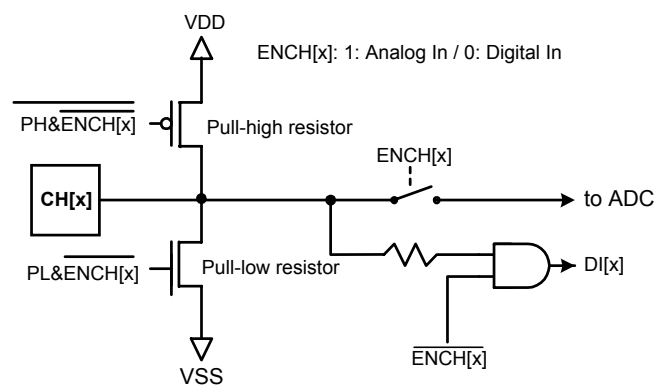 VDD
ENCH[x]: 1: Analog In / 0: Digital In
PH&ENCH[x]
Pull-high resistor
ENCH[x]
CH[x]
to ADC
PL&ENCH[x]
Pull-low resistor
DI[x]
ENCH[x]
VSS